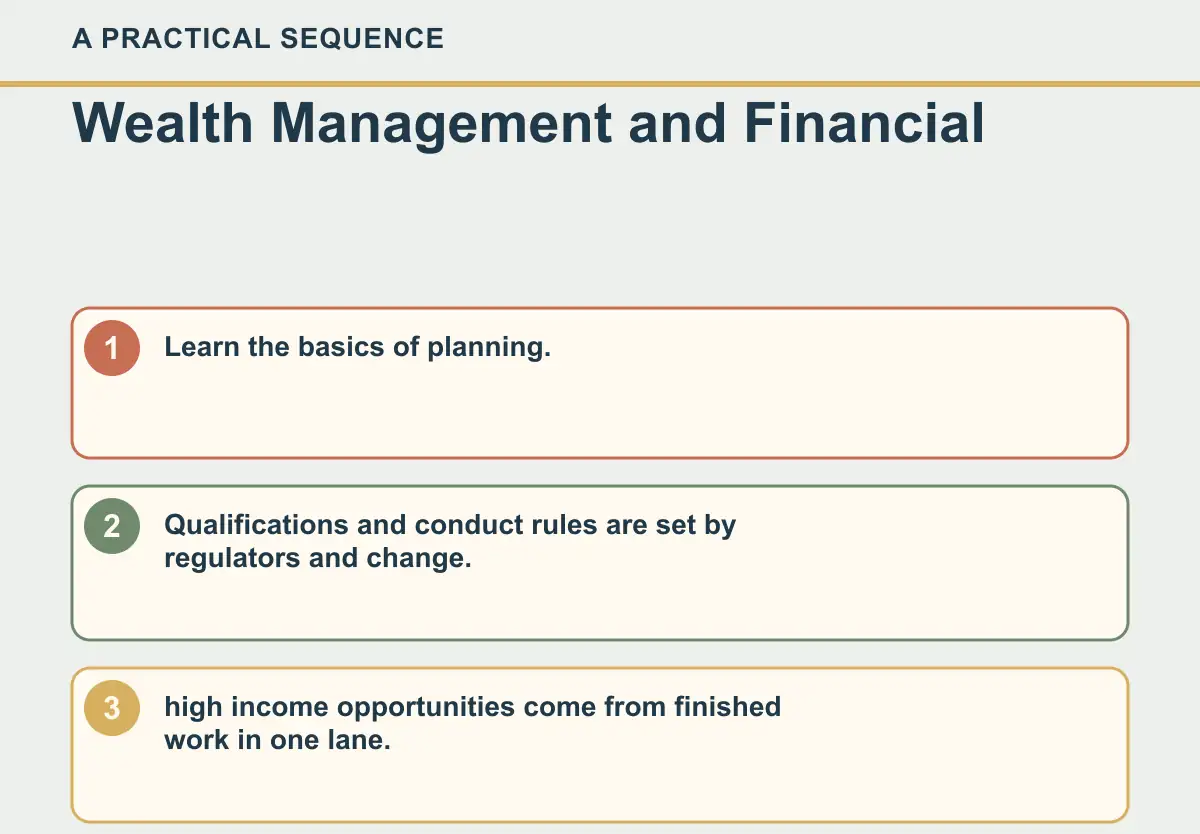 A PRACTICAL SEQUENCE
Wealth Management and Financial
1
Learn the basics of planning.
2
Qualifications and conduct rules are set by
regulators and change.
3
high income opportunities come from finished
work in one lane.